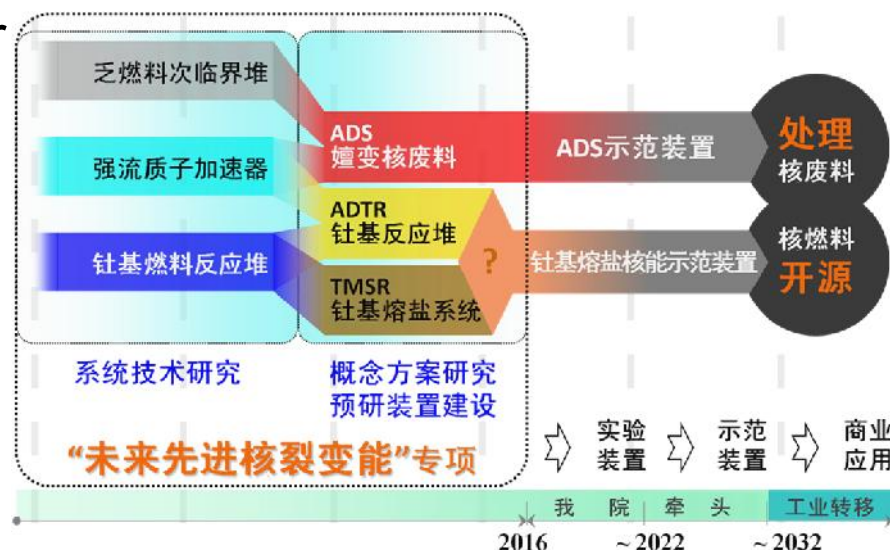 乏燃料次临界堆
强流质子加速器
钍基燃料反应堆
ADS
嬗变核废料
ADTR
钍基反应堆
TMSR
钍基熔盐系统
?
ADS示范装置
钍基熔盐核能示范装置
处理
核废料
核燃料
开源
系统技术研究
概念方案研究
预研装置建设
“未来先进核裂变能”专项
实验
装置
示范
装置
商业
应用
我 院 牵 头
工业转移
2016
~2022
~2032